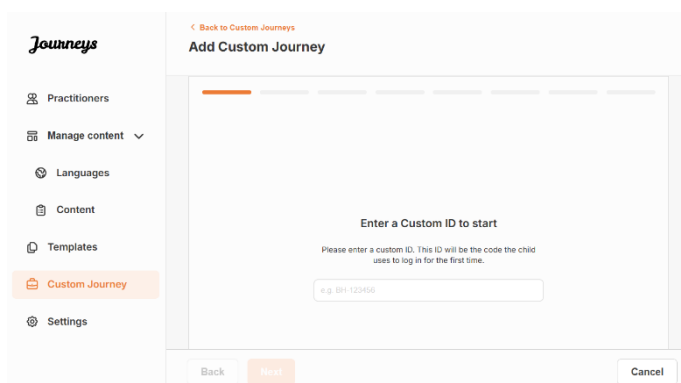 Journeys
Practitioners
Manage content
Languages
Content
Templates
Custom Journey
Settings
< Back to Custom Journeys
Add Custom Journey
Enter a Custom ID to start
Please enter a custom ID. This ID will be the code the child
uses to log in for the first time.
e.g. BH-123456
Back
Next
Cancel